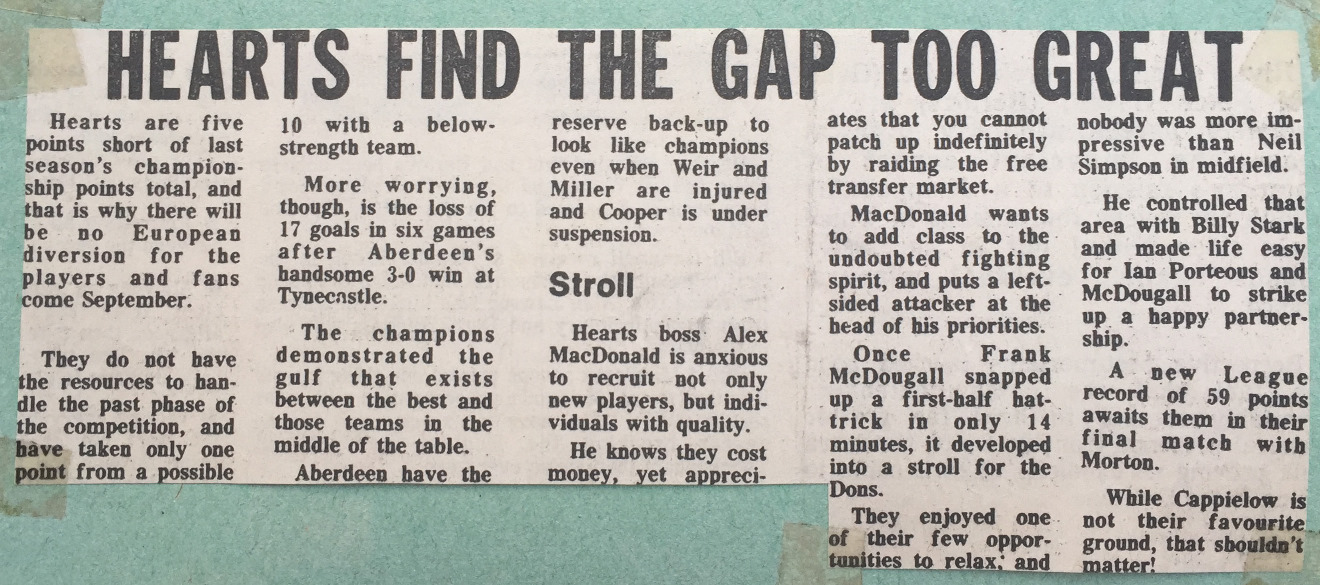 HEARTS FIND THE GAP TOO GREAT
Hearts are five
points short of last
season's champion-
ship points total, and
that is why there will
be no European
diversion for the
players and fans
come September.
They do not have
the resources to han-
dle the past phase of
the competition, and
have taken only one
point from a possible
10 with a below-
strength team.
More worrying,
though, is the loss of
17 goals in six games
after Aberdeen's
handsome 3-0 win at
Tynecastle.
The champions
demonstrated the
gulf that exists
between the best and
those teams in the
middle of the table.
Aberdeen have the
reserve back-up to
look like champions
even when Weir and
Miller are injured
and Cooper is under
suspension.
Stroll
Hearts boss Alex
MacDonald is anxious
to recruit not only
new players, but indi-
viduals with quality.
He knows they cost
money, yet appreci-
ates that you cannot
patch up indefinitely
by raiding the free
transfer market.
MacDonald wants
to add class to the
undoubted fighting
spirit, and puts a left-
sided attacker at the
head of his priorities.
Once Frank
McDougall snapped
up a first-half hat-
trick in only 14
minutes, it developed
into a stroll for the
Dons.
They enjoyed one
of their few oppor-
tunities to relax, and
nobody was more im-
pressive than Neil
Simpson in midfield.
He controlled that
area with Billy Stark
and made life easy
for Ian Porteous and
McDougall to strike
up a happy partner-
ship.
A new League
record of 59 points
awaits them in their
final match with
Morton.
While Cappielow is
not their favourite
ground, that shouldn't
matter!